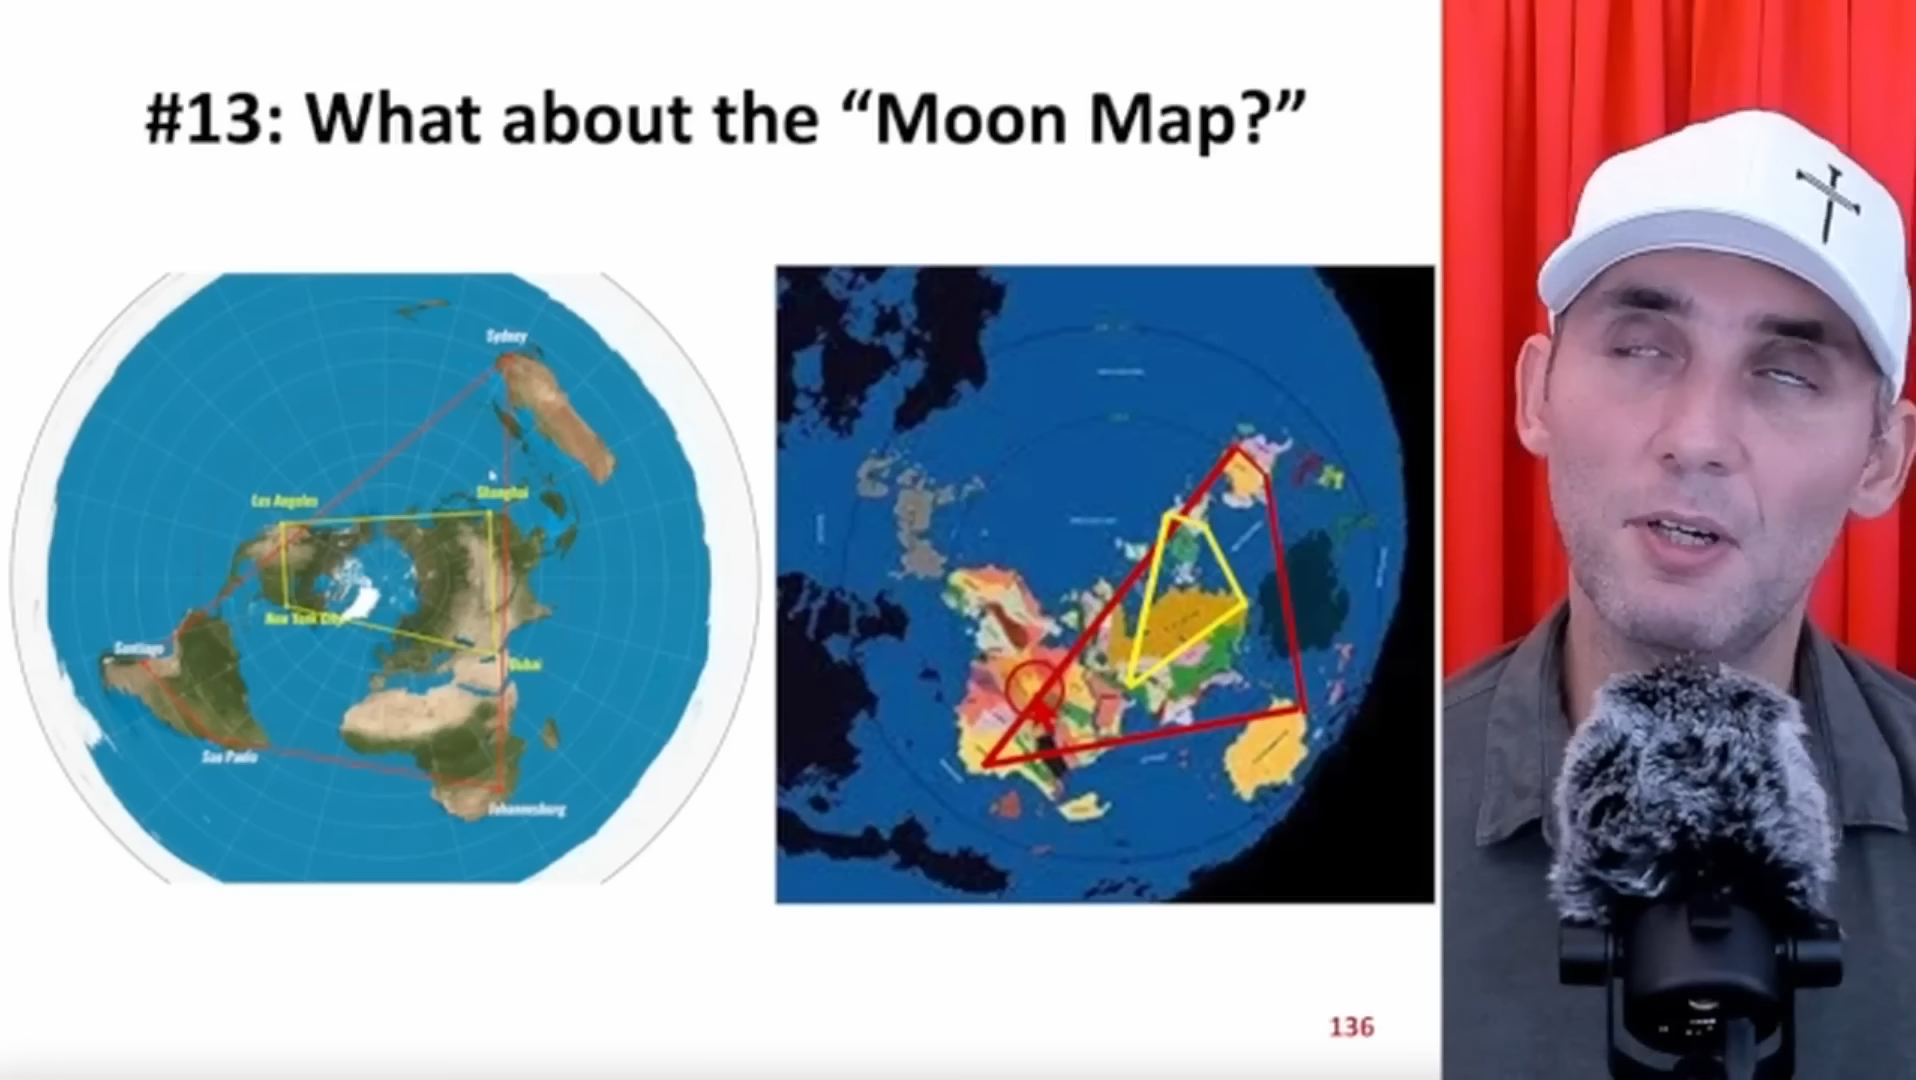 #13: What about the “Moon Map?”
Sydney
Los Angeles
Shanghai
New York City
Santiago
Dubai
Sao Paulo
Johannesburg
136